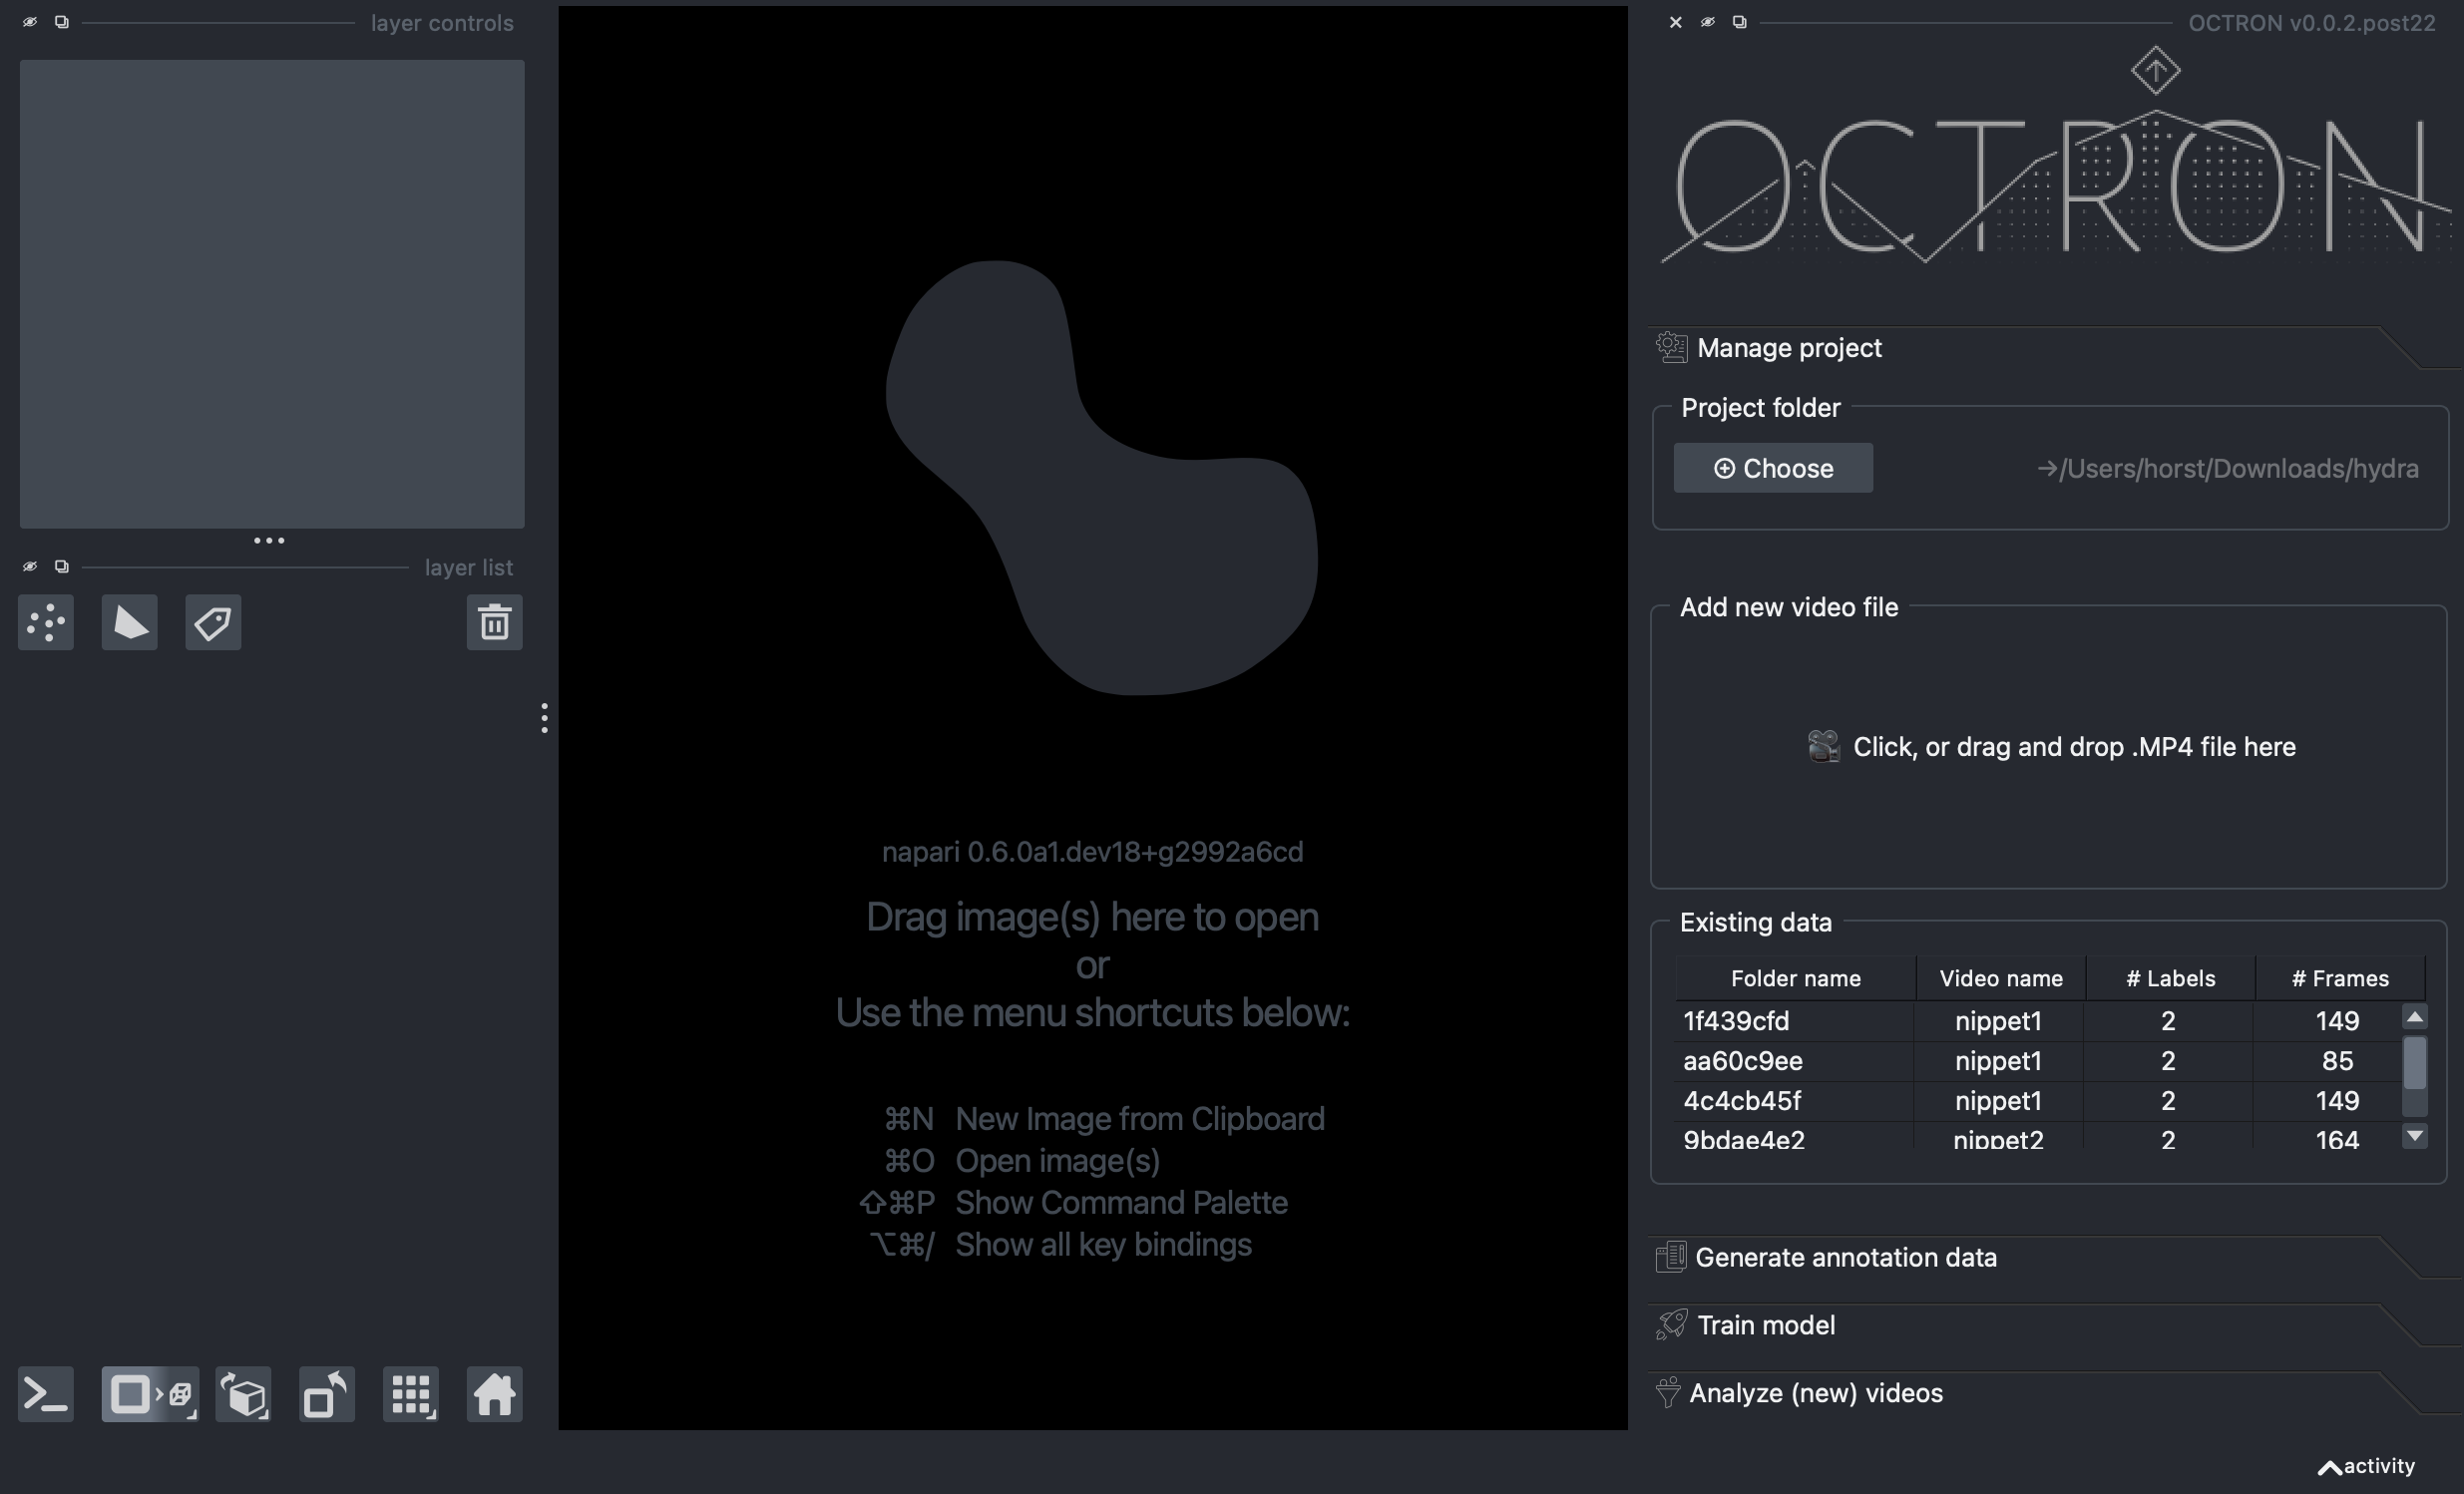 layer controls
layer list
napari 0.6.0a1.dev18+g2992a6cd
Drag image(s) here to open
or
Use the menu shortcuts below:
⌘N New Image from Clipboard
⌘O Open image(s)
⇧⌘P Show Command Palette
⌥⌘/ Show all key bindings
OCTRON v0.0.2.post22
OCTRON
Manage project
Project folder
Choose →/Users/horst/Downloads/hydra
Add new video file
Click, or drag and drop .MP4 file here
Existing data
Folder name Video name # Labels # Frames
1f439cfd nippet1 2 149
aa60c9ee nippet1 2 85
4c4cb45f nippet1 2 149
9bdae4e2 nippet2 2 164
Generate annotation data
Train model
Analyze (new) videos
activity